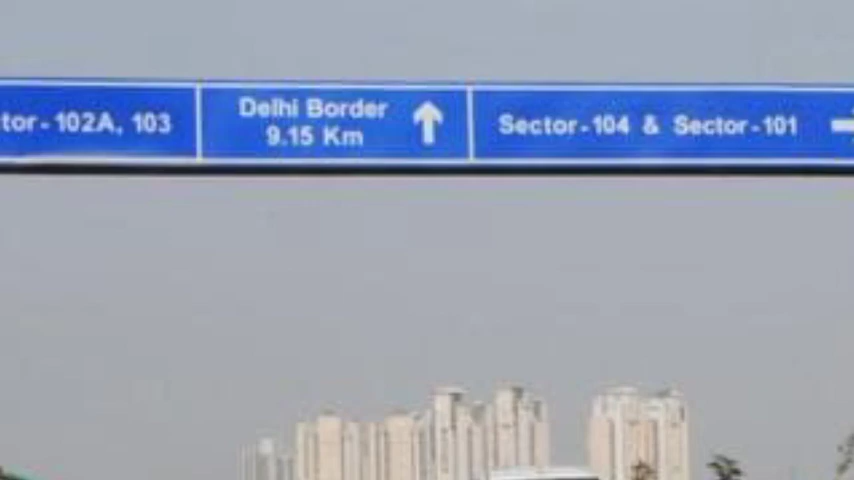 tor-102A, 103
Delhi Border
9.15 Km
Sector-104 & Sector-101